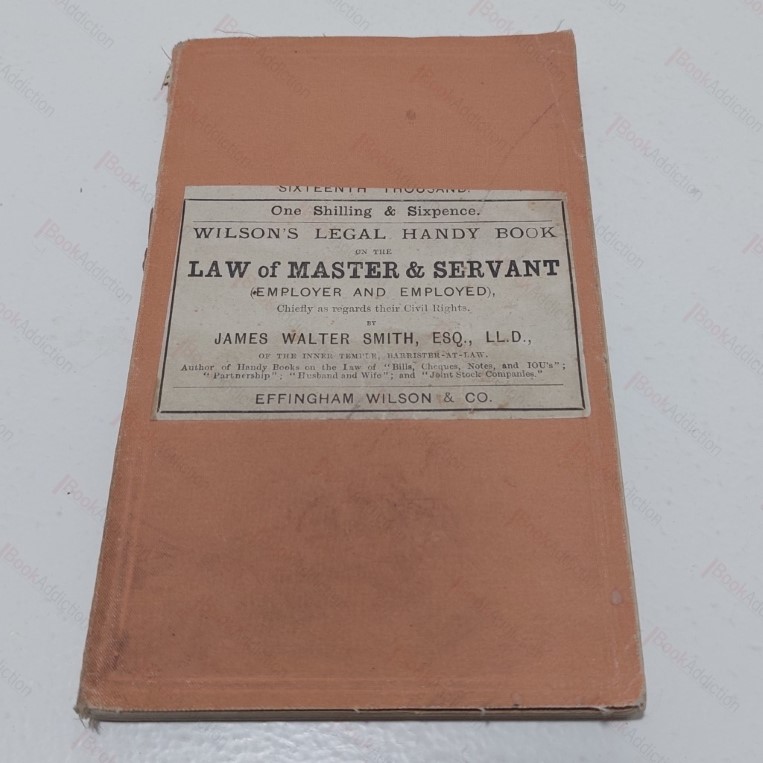 SIXTEENTH THOUSAND.
One Shilling & Sixpence.
WILSON'S LEGAL HANDY BOOK
ON THE
LAW of MASTER & SERVANT
(EMPLOYER AND EMPLOYED),
Chiefly as regards their Civil Rights.
BY
JAMES WALTER SMITH, ESQ., LL.D.,
OF THE INNER TEMPLE, BARRISTER-AT-LAW.
Author of Handy Books on the Law of "Bills, Cheques, Notes, and IOU's";
"Partnership"; "Husband and Wife"; and "Joint Stock Companies."
EFFINGHAM WILSON & CO.
BookAddiction